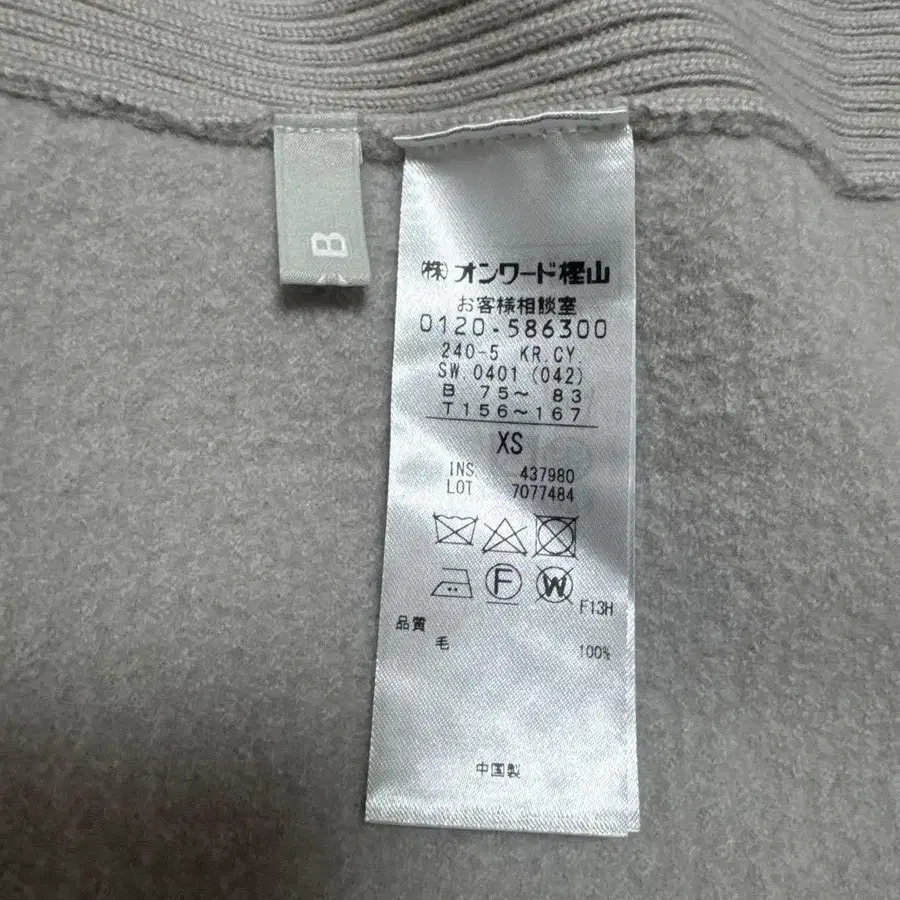 B
(株)オンワード樫山
お客様相談室
0120-586300
240-5 KR.CY.
SW.0401 (042)
B 75〜 83
T 156〜167
XS
INS 437980
LOT 7077484
F
W
F13H
品質
毛 100%
中国製